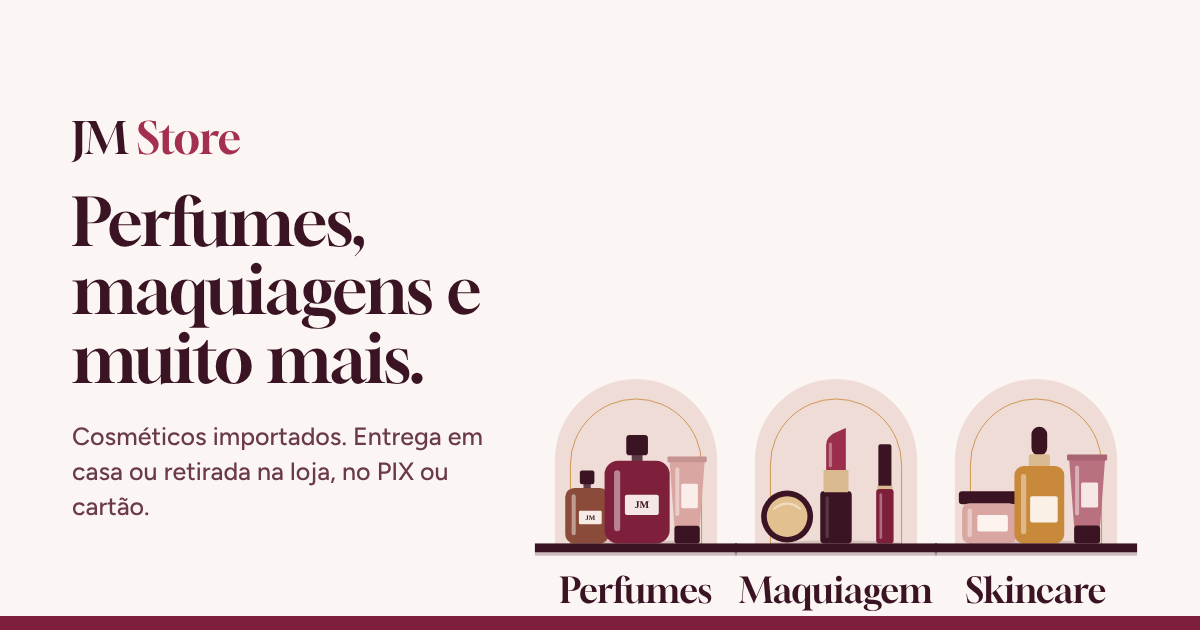 JM Store
Perfumes,
maquiagens e
muito mais.
Cosméticos importados. Entrega em
casa ou retirada na loja, no PIX ou
cartão.
JM
JM
Perfumes
Maquiagem
Skincare